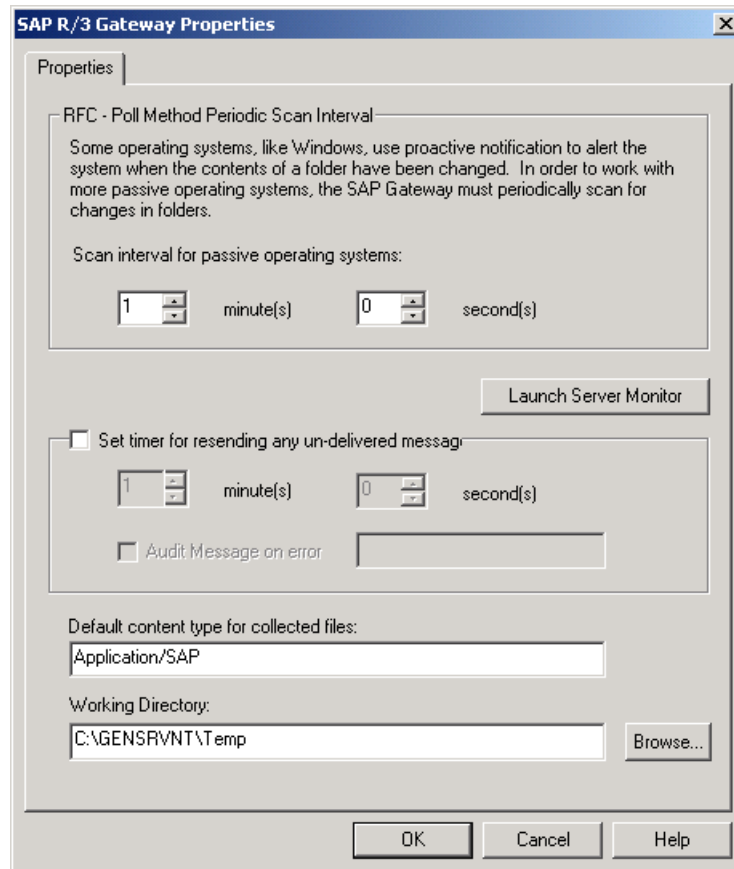 SAP R/3 Gateway Properties
Properties
RFC - Poll Method Periodic Scan Interval
Some operating systems, like Windows, use proactive notification to alert the
system when the contents of a folder have been changed. In order to work with
more passive operating systems, the SAP Gateway must periodically scan for
changes in folders.
Scan interval for passive operating systems:
1 minute(s) 0 second(s)
Launch Server Monitor
Set timer for resending any un-delivered messag
1 minute(s) 0 second(s)
Audit Message on error
Default content type for collected files:
Application/SAP
Working Directory:
C:\GENSRVNT\Temp
Browse...
OK Cancel Help